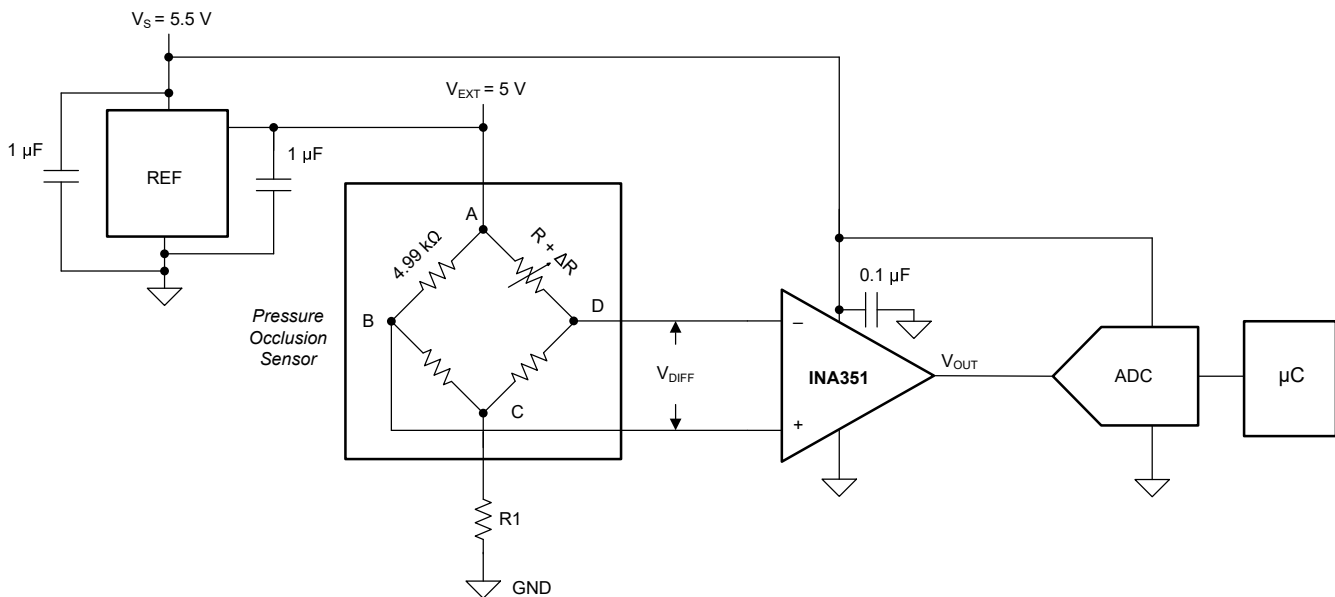 V_S = 5.5 V
V_EXT = 5 V
1 µF
REF
1 µF
A
4.99 kΩ
R + ΔR
B
D
Pressure
Occlusion
Sensor
C
R1
GND
V_DIFF
0.1 µF
–
+
INA351
V_OUT
ADC
µC